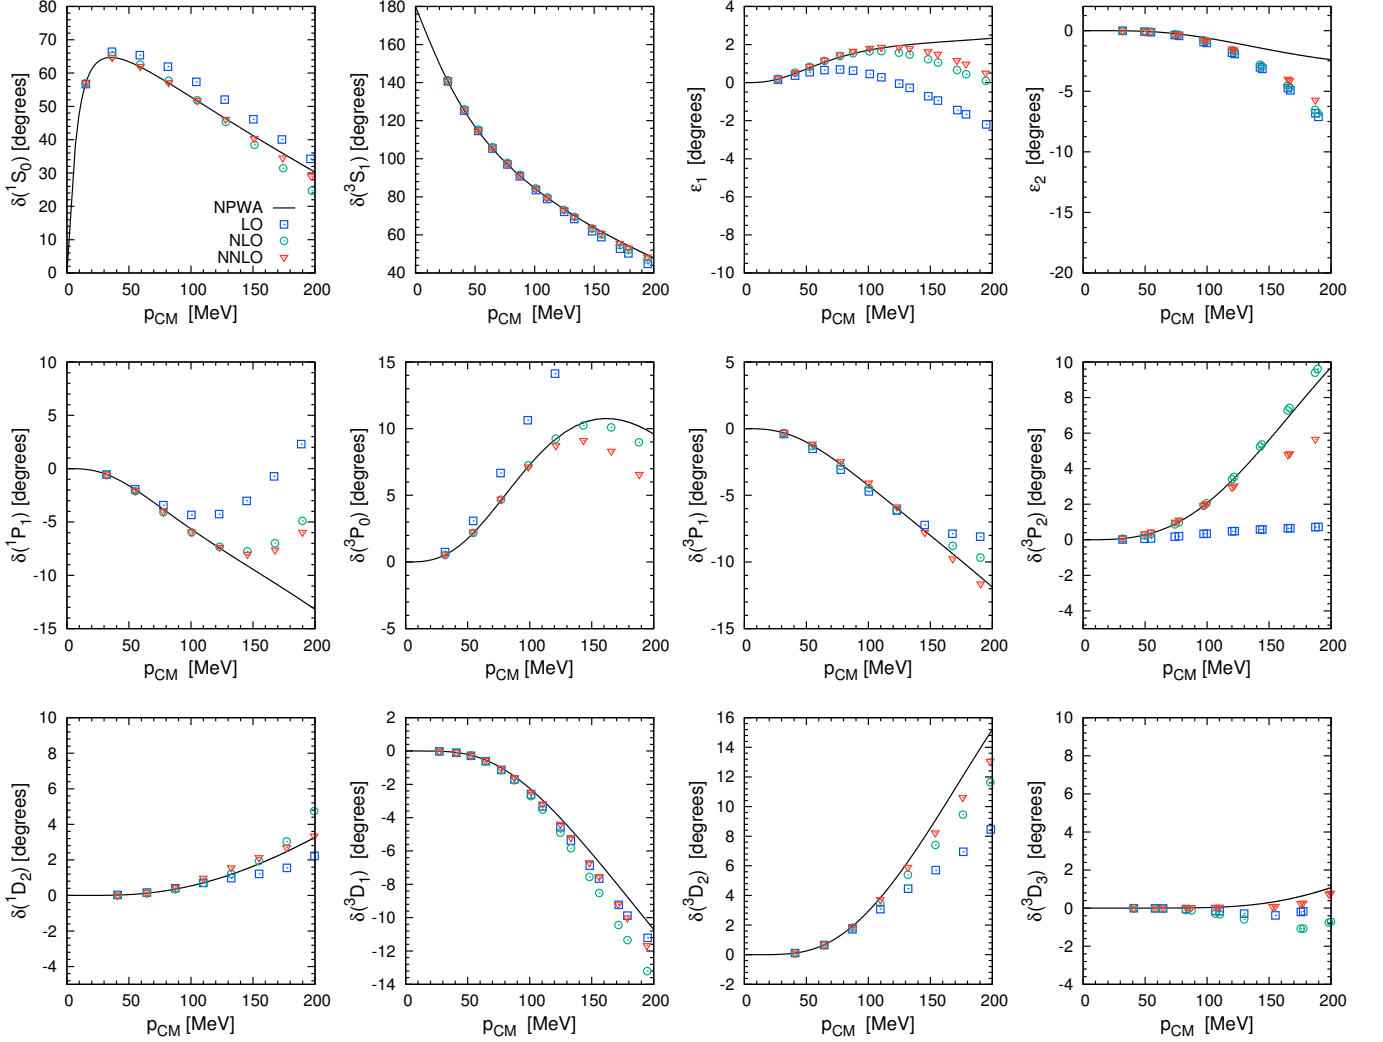 80
70
60
50
40
30
20
10
0
δ(¹S₀) [degrees]
NPWA
LO
NLO
NNLO
0 50 100 150 200
p_CM [MeV]
180
160
140
120
100
80
60
40
δ(³S₁) [degrees]
0 50 100 150 200
p_CM [MeV]
4
2
0
-2
-4
-6
-8
-10
ε₁ [degrees]
0 50 100 150 200
p_CM [MeV]
0
-5
-10
-15
-20
ε₂ [degrees]
0 50 100 150 200
p_CM [MeV]
10
5
0
-5
-10
-15
δ(¹P₁) [degrees]
0 50 100 150 200
p_CM [MeV]
15
10
5
0
-5
δ(³P₀) [degrees]
0 50 100 150 200
p_CM [MeV]
5
0
-5
-10
-15
δ(³P₁) [degrees]
0 50 100 150 200
p_CM [MeV]
10
8
6
4
2
0
-2
-4
δ(³P₂) [degrees]
0 50 100 150 200
p_CM [MeV]
10
8
6
4
2
0
-2
-4
δ(¹D₂) [degrees]
0 50 100 150 200
p_CM [MeV]
2
0
-2
-4
-6
-8
-10
-12
-14
δ(³D₁) [degrees]
0 50 100 150 200
p_CM [MeV]
16
14
12
10
8
6
4
2
0
-2
δ(³D₂) [degrees]
0 50 100 150 200
p_CM [MeV]
10
8
6
4
2
0
-2
-4
δ(³D₃) [degrees]
0 50 100 150 200
p_CM [MeV]